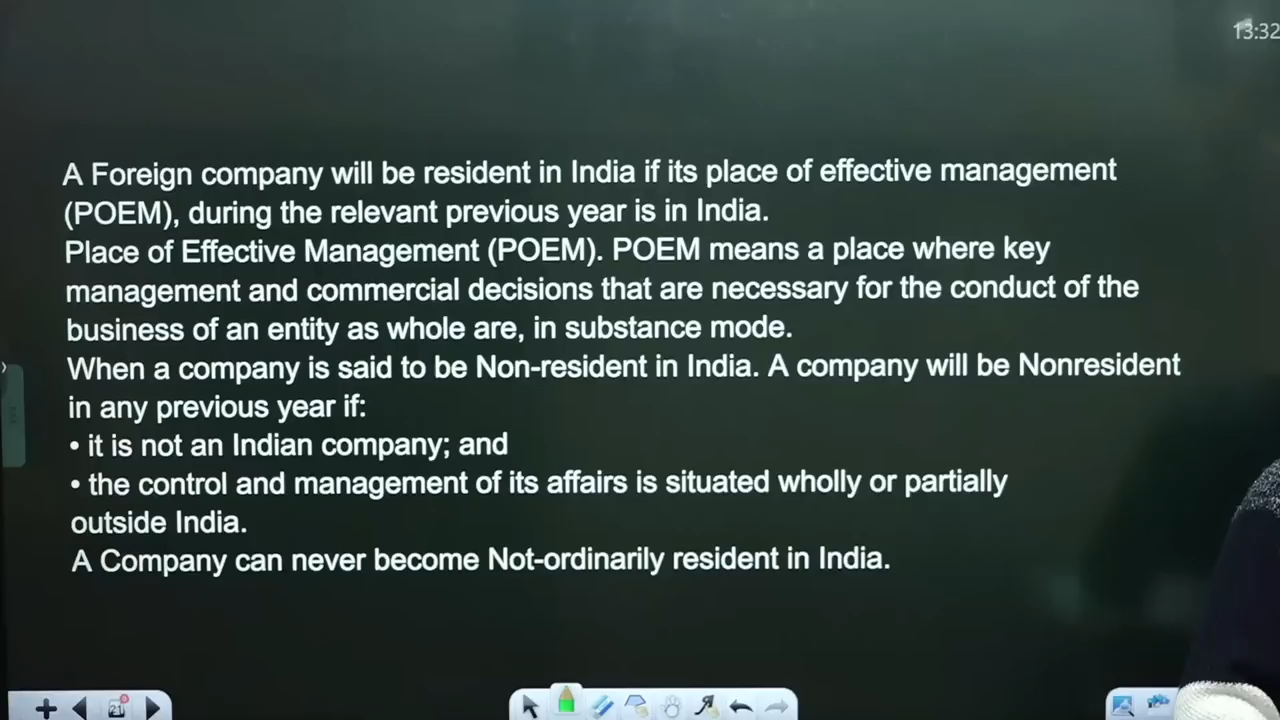 13:32
A Foreign company will be resident in India if its place of effective management
(POEM), during the relevant previous year is in India.
Place of Effective Management (POEM). POEM means a place where key
management and commercial decisions that are necessary for the conduct of the
business of an entity as whole are, in substance mode.
When a company is said to be Non-resident in India. A company will be Nonresident
in any previous year if:
• it is not an Indian company; and
• the control and management of its affairs is situated wholly or partially
outside India.
A Company can never become Not-ordinarily resident in India.
21